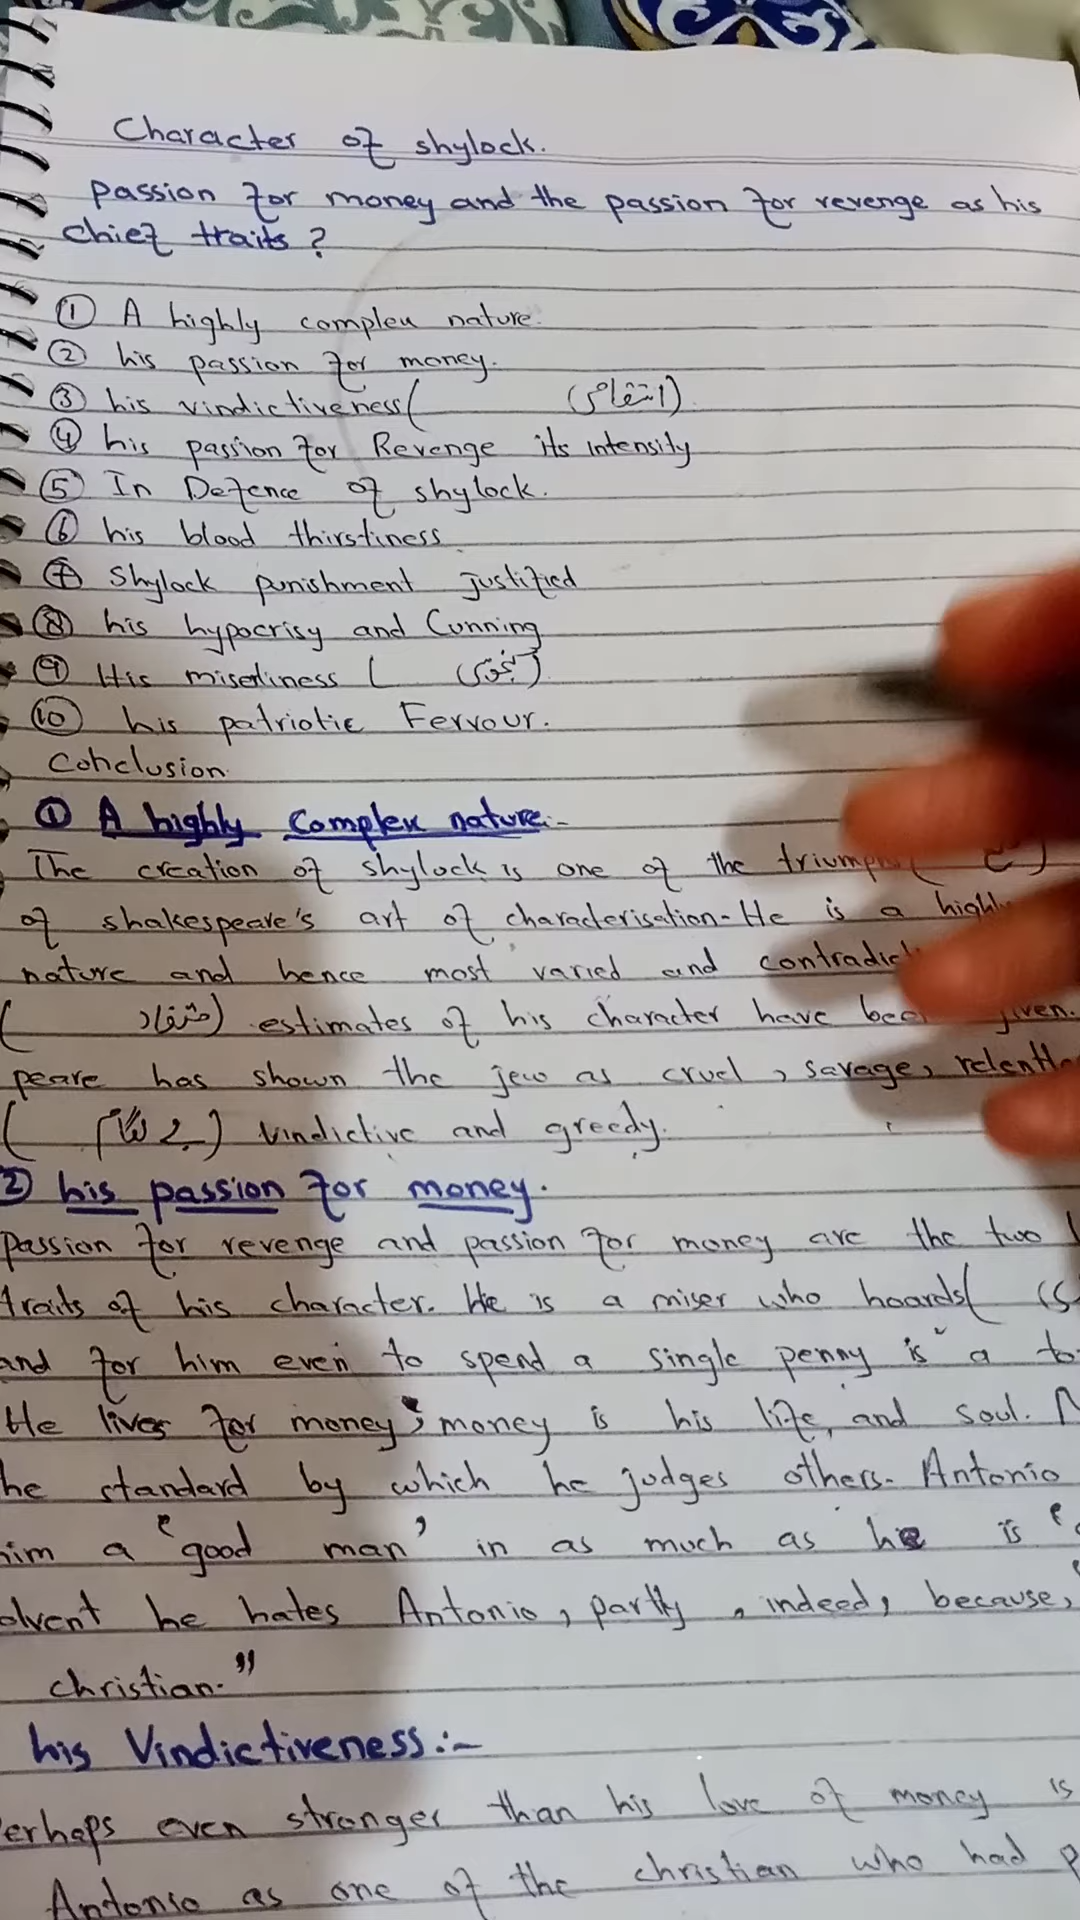 Character of shylock.
passion for money and the passion for revenge as his
chief traits ?
① A highly complex nature.
② his passion for money.
③ his vindictiveness ( انتقامی )
④ his passion for Revenge its intensity
⑤ In Defence of shylock.
⑥ his blood thirstiness
⑦ Shylock punishment justified
⑧ his hypocrisy and Cunning
⑨ His miserliness ( کنجوسی )
⑩ his patriotic Fervour.
Conclusion
① A highly Complex nature:-
The creation of shylock is one of the
of shakespeare's art of characterisation- He is a
nature and hence most varied and
( متضاد ) estimates of his character have
peare has shown the jew as cruel, savage,
( بے لگام ) vindictive and greedy.
2) his passion for money.
passion for revenge and passion for money are the two
traits of his character. He is a miser who hoards (
and for him even to spend a single penny is a
He lives for money; money is his life, and soul.
he standard by which he judges others- Antonio
him a 'good man' in as much as he is
olvent he hates Antonio, partly, indeed, because,
christian."
his Vindictiveness:-
erhaps even stronger than his love of money is
Antonio as one of the christian who had